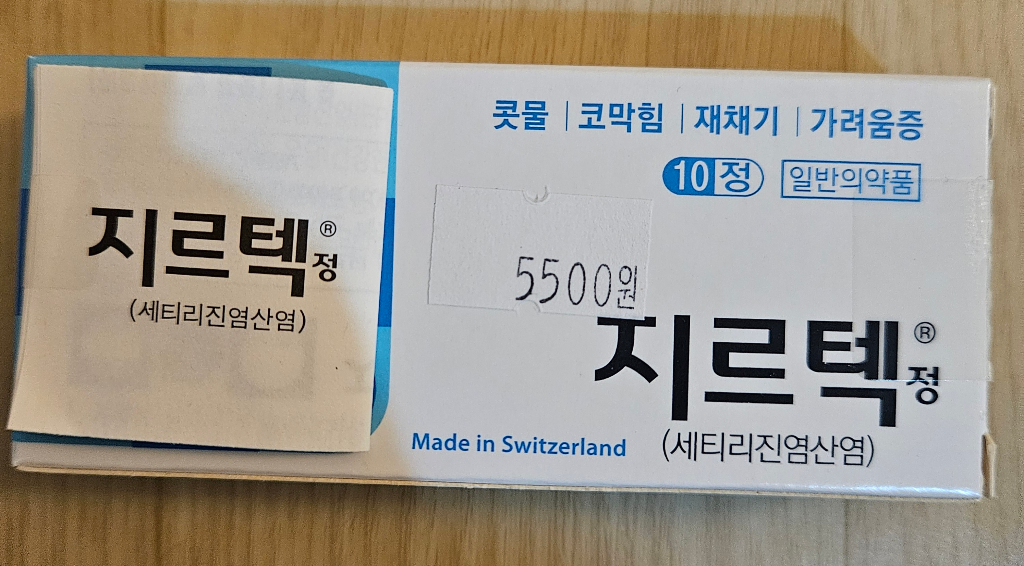 지르텍®정
(세티리진염산염)
콧물 | 코막힘 | 재채기 | 가려움증
10정 일반의약품
5500원
지르텍®정
Made in Switzerland (세티리진염산염)